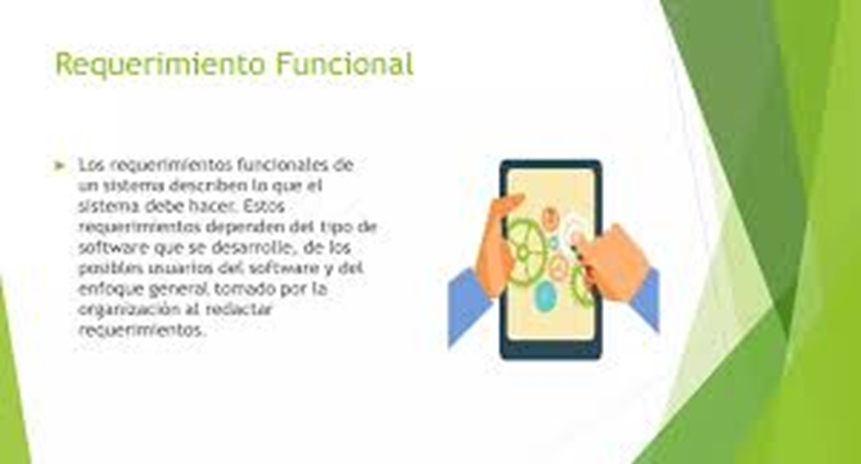 Requerimiento Funcional
Los requerimientos funcionales de
un sistema describen lo que el
sistema debe hacer. Estos
requerimientos dependen del tipo de
software que se desarrolle, de los
posibles usuarios del software y del
enfoque general tomado por la
organización al redactar
requerimientos.